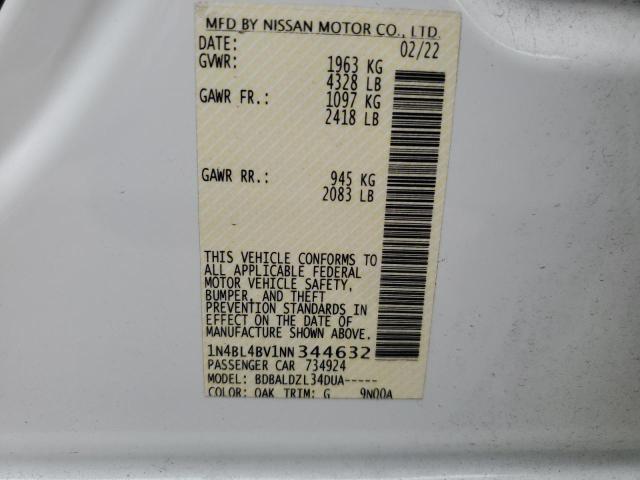 MFD BY NISSAN MOTOR CO., LTD.
DATE: 02/22
GVWR: 1963 KG
4328 LB
GAWR FR.: 1097 KG
2418 LB
GAWR RR.: 945 KG
2083 LB
THIS VEHICLE CONFORMS TO
ALL APPLICABLE FEDERAL
MOTOR VEHICLE SAFETY,
BUMPER, AND THEFT
PREVENTION STANDARDS IN
EFFECT ON THE DATE OF
MANUFACTURE SHOWN ABOVE.
1N4BL4BV1NN344632
PASSENGER CAR 734924
MODEL: BDBALDZL34DUA-----
COLOR: QAK TRIM: G 9N00A